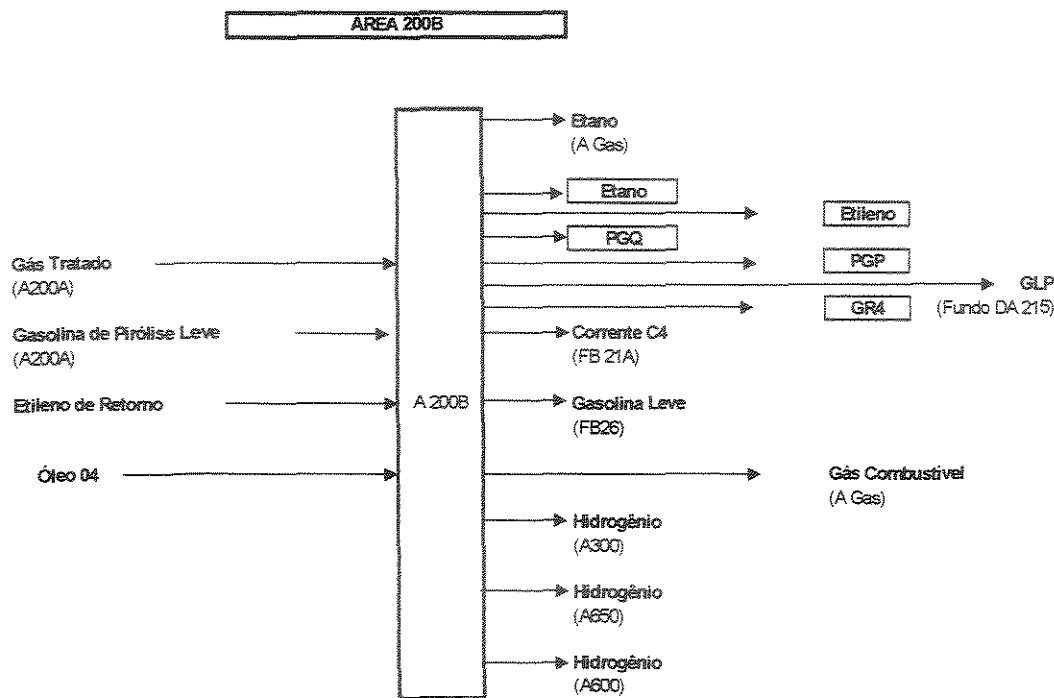 AREA 200B
Etano
(A Gas)
Etano
Etileno
PGQ
Gás Tratado
(A200A)
PGP
GLP
(Fundo DA 215)
GR4
Gasolina de Pirólise Leve
(A200A)
Corrente C4
(FB 21A)
Etileno de Retorno
A 200B
Gasolina Leve
(FB26)
Óleo 04
Gás Combustível
(A Gas)
Hidrogênio
(A300)
Hidrogênio
(A650)
Hidrogênio
(A600)